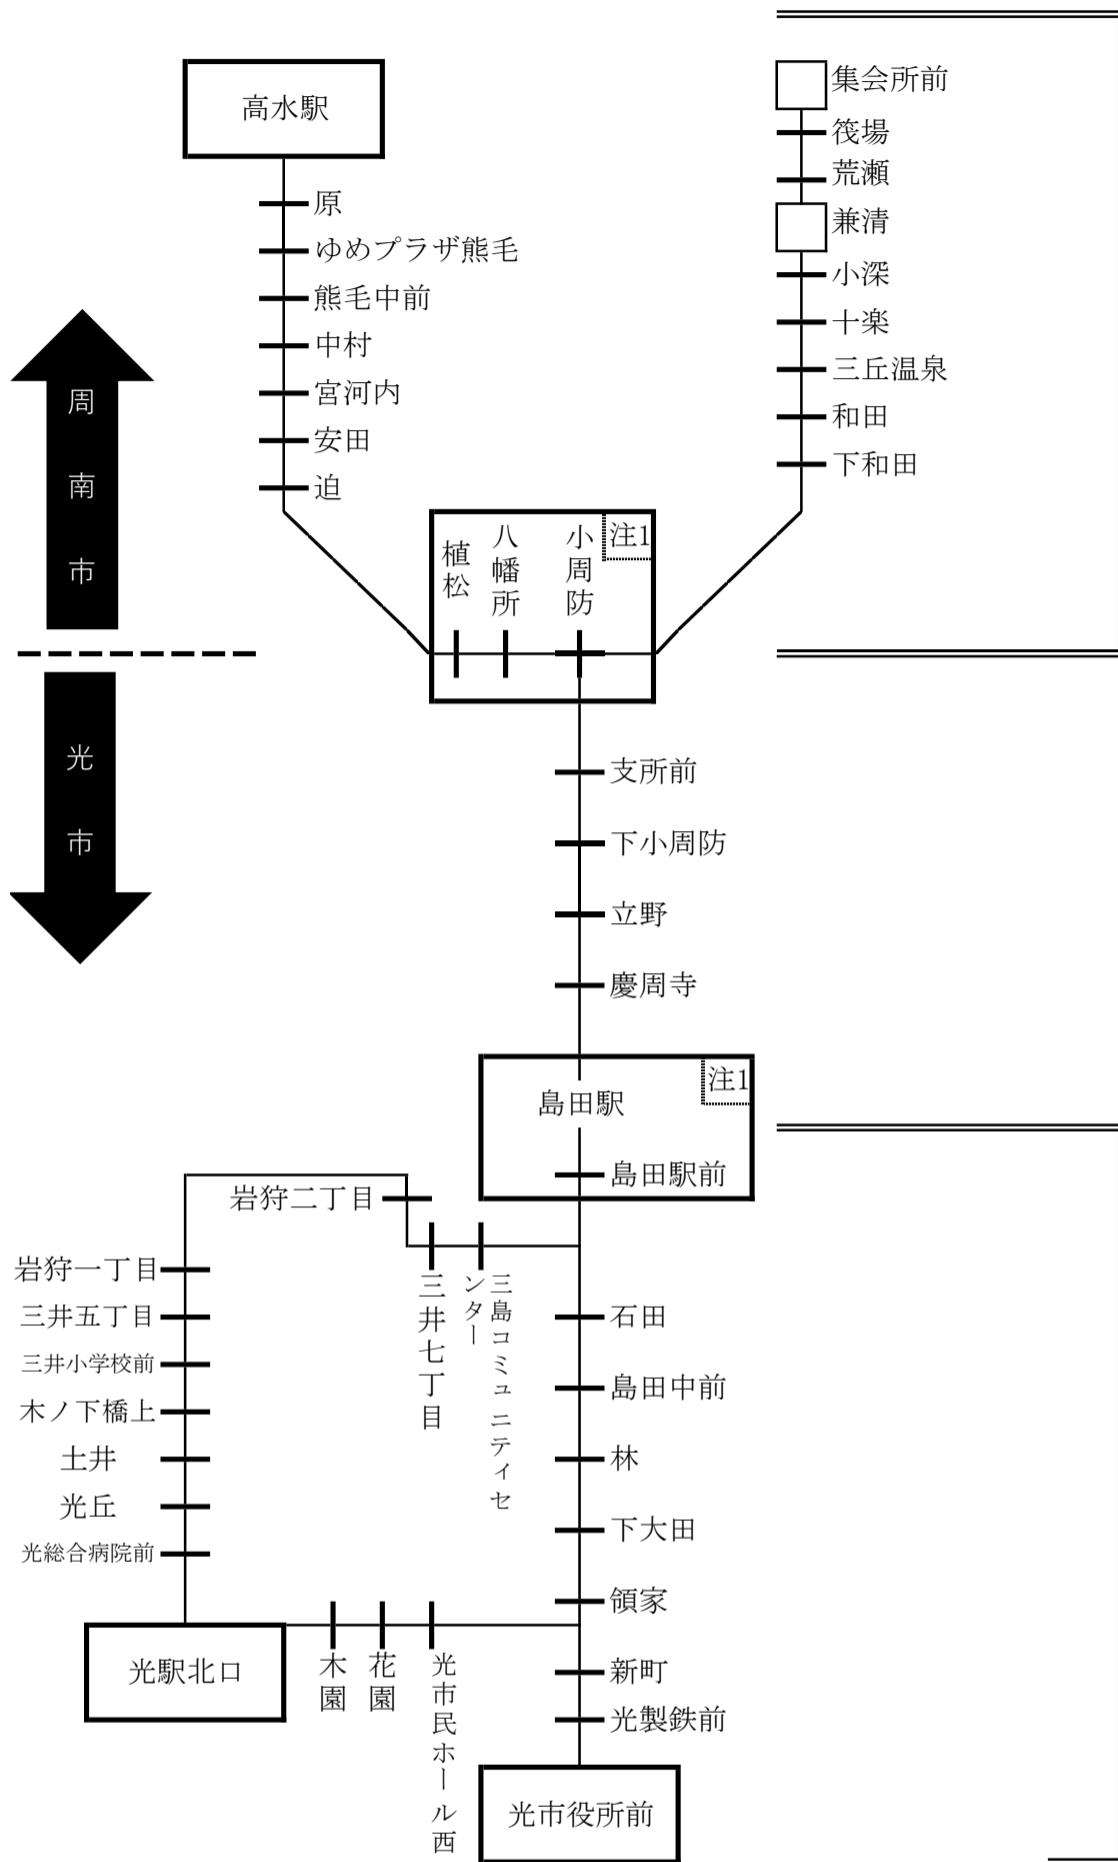 高水駅
原
ゆめプラザ熊毛
熊毛中前
中村
宮河内
安田
迫
集会所前
筏場
荒瀬
兼清
小深
十楽
三丘温泉
和田
下和田
周南市
光市
植松
八幡所
小周防
注1
支所前
下小周防
立野
慶周寺
島田駅
注1
島田駅前
岩狩二丁目
三井七丁目
三島コミュニティセ
ンター
岩狩一丁目
三井五丁目
三井小学校前
木ノ下橋上
土井
光丘
光総合病院前
石田
島田中前
林
下大田
領家
新町
光製鉄前
光駅北口
木園
花園
光市民ホール西
光市役所前